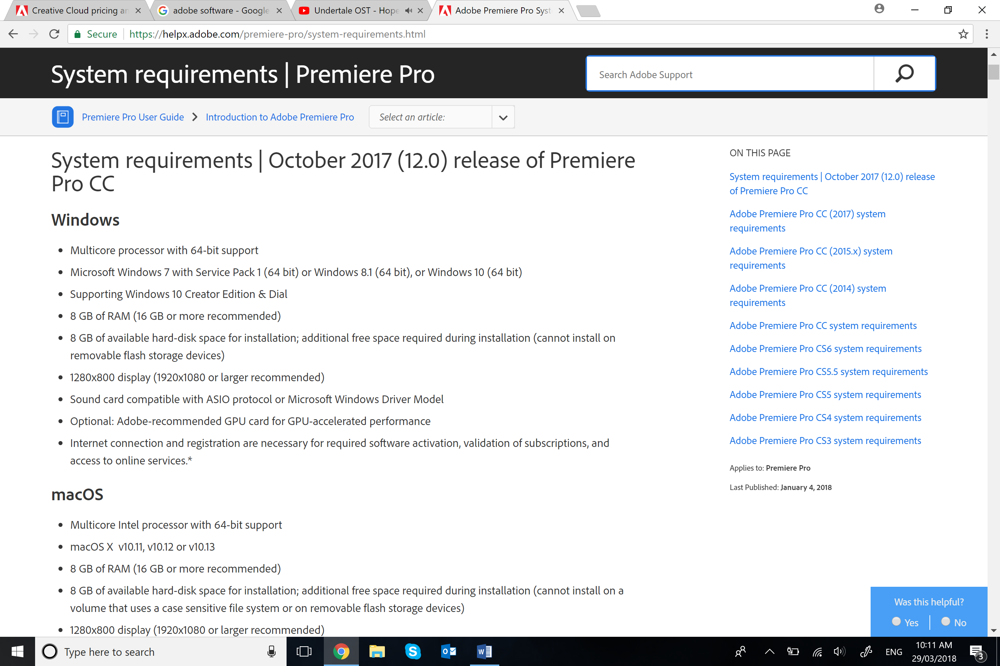 Creative Cloud pricing an
adobe software - Google
Undertale OST - Hope
Adobe Premiere Pro Syst
Secure
https://helpx.adobe.com/premiere-pro/system-requirements.html
System requirements | Premiere Pro
Search Adobe Support
Premiere Pro User Guide
Introduction to Adobe Premiere Pro
Select an article:
System requirements | October 2017 (12.0) release of Premiere
Pro CC
Windows
• Multicore processor with 64-bit support
• Microsoft Windows 7 with Service Pack 1 (64 bit) or Windows 8.1 (64 bit), or Windows 10 (64 bit)
• Supporting Windows 10 Creator Edition & Dial
• 8 GB of RAM (16 GB or more recommended)
• 8 GB of available hard-disk space for installation; additional free space required during installation (cannot install on
removable flash storage devices)
• 1280x800 display (1920x1080 or larger recommended)
• Sound card compatible with ASIO protocol or Microsoft Windows Driver Model
• Optional: Adobe-recommended GPU card for GPU-accelerated performance
• Internet connection and registration are necessary for required software activation, validation of subscriptions, and
access to online services.*
macOS
• Multicore Intel processor with 64-bit support
• macOS X v10.11, v10.12 or v10.13
• 8 GB of RAM (16 GB or more recommended)
• 8 GB of available hard-disk space for installation; additional free space required during installation (cannot install on a
volume that uses a case sensitive file system or on removable flash storage devices)
• 1280x800 display (1920x1080 or larger recommended)
ON THIS PAGE
System requirements | October 2017 (12.0) release
of Premiere Pro CC
Adobe Premiere Pro CC (2017) system
requirements
Adobe Premiere Pro CC (2015.x) system
requirements
Adobe Premiere Pro CC (2014) system
requirements
Adobe Premiere Pro CC system requirements
Adobe Premiere Pro CS6 system requirements
Adobe Premiere Pro CS5.5 system requirements
Adobe Premiere Pro CS5 system requirements
Adobe Premiere Pro CS4 system requirements
Adobe Premiere Pro CS3 system requirements
Applies to: Premiere Pro
Last Published: January 4, 2018
Was this helpful?
Yes
No
Type here to search
ENG
10:11 AM
29/03/2018
3